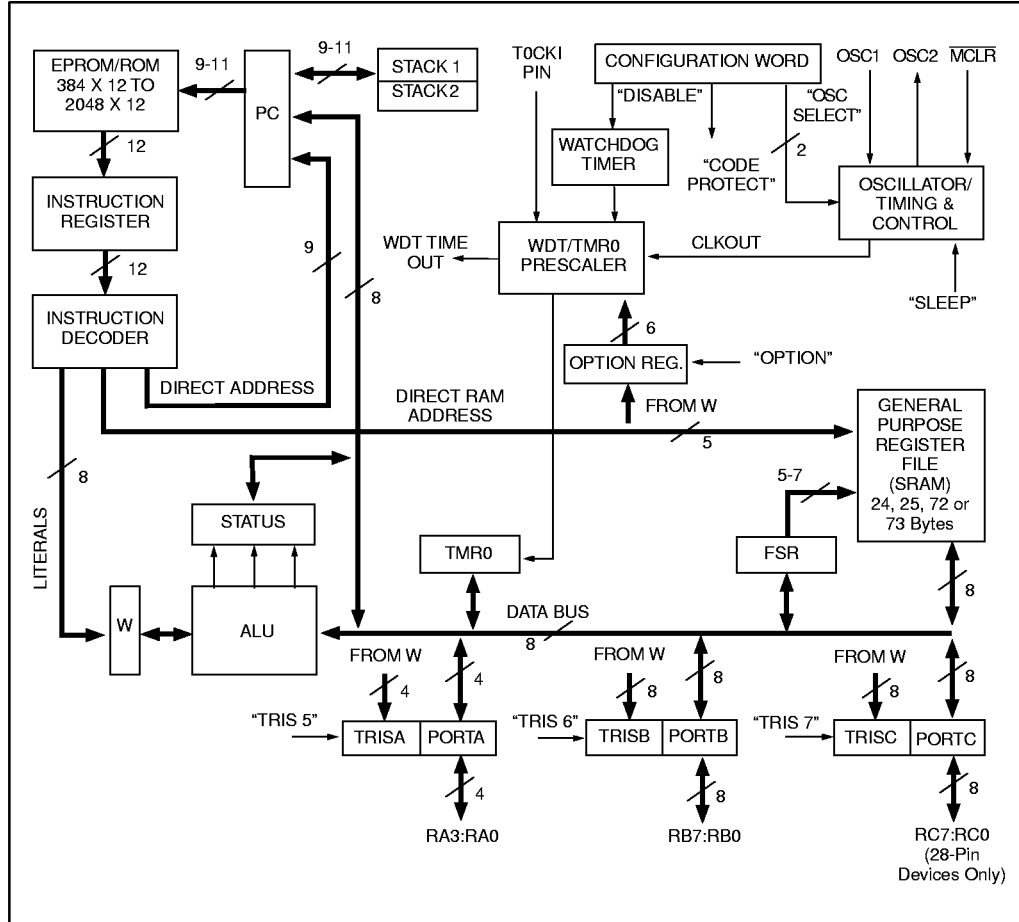 EPROM/ROM
384 X 12 TO
2048 X 12
9-11
PC
9-11
STACK 1
STACK 2
T0CKI
PIN
CONFIGURATION WORD
OSC1
OSC2
MCLR
“DISABLE”
“OSC
SELECT”
12
WATCHDOG
TIMER
“CODE
PROTECT”
2
INSTRUCTION
REGISTER
OSCILLATOR/
TIMING &
CONTROL
9
WDT TIME
OUT
WDT/TMR0
PRESCALER
CLKOUT
12
8
“SLEEP”
INSTRUCTION
DECODER
6
OPTION REG.
“OPTION”
DIRECT ADDRESS
DIRECT RAM
ADDRESS
FROM W
5
GENERAL
PURPOSE
REGISTER
FILE
(SRAM)
24, 25, 72 or
73 Bytes
8
5-7
LITERALS
STATUS
TMR0
FSR
8
W
ALU
DATA BUS
8
FROM W
4
4
FROM W
8
8
FROM W
8
8
“TRIS 5”
TRISA
PORTA
“TRIS 6”
TRISB
PORTB
“TRIS 7”
TRISC
PORTC
4
8
8
RA3:RA0
RB7:RB0
RC7:RC0
(28-Pin
Devices Only)